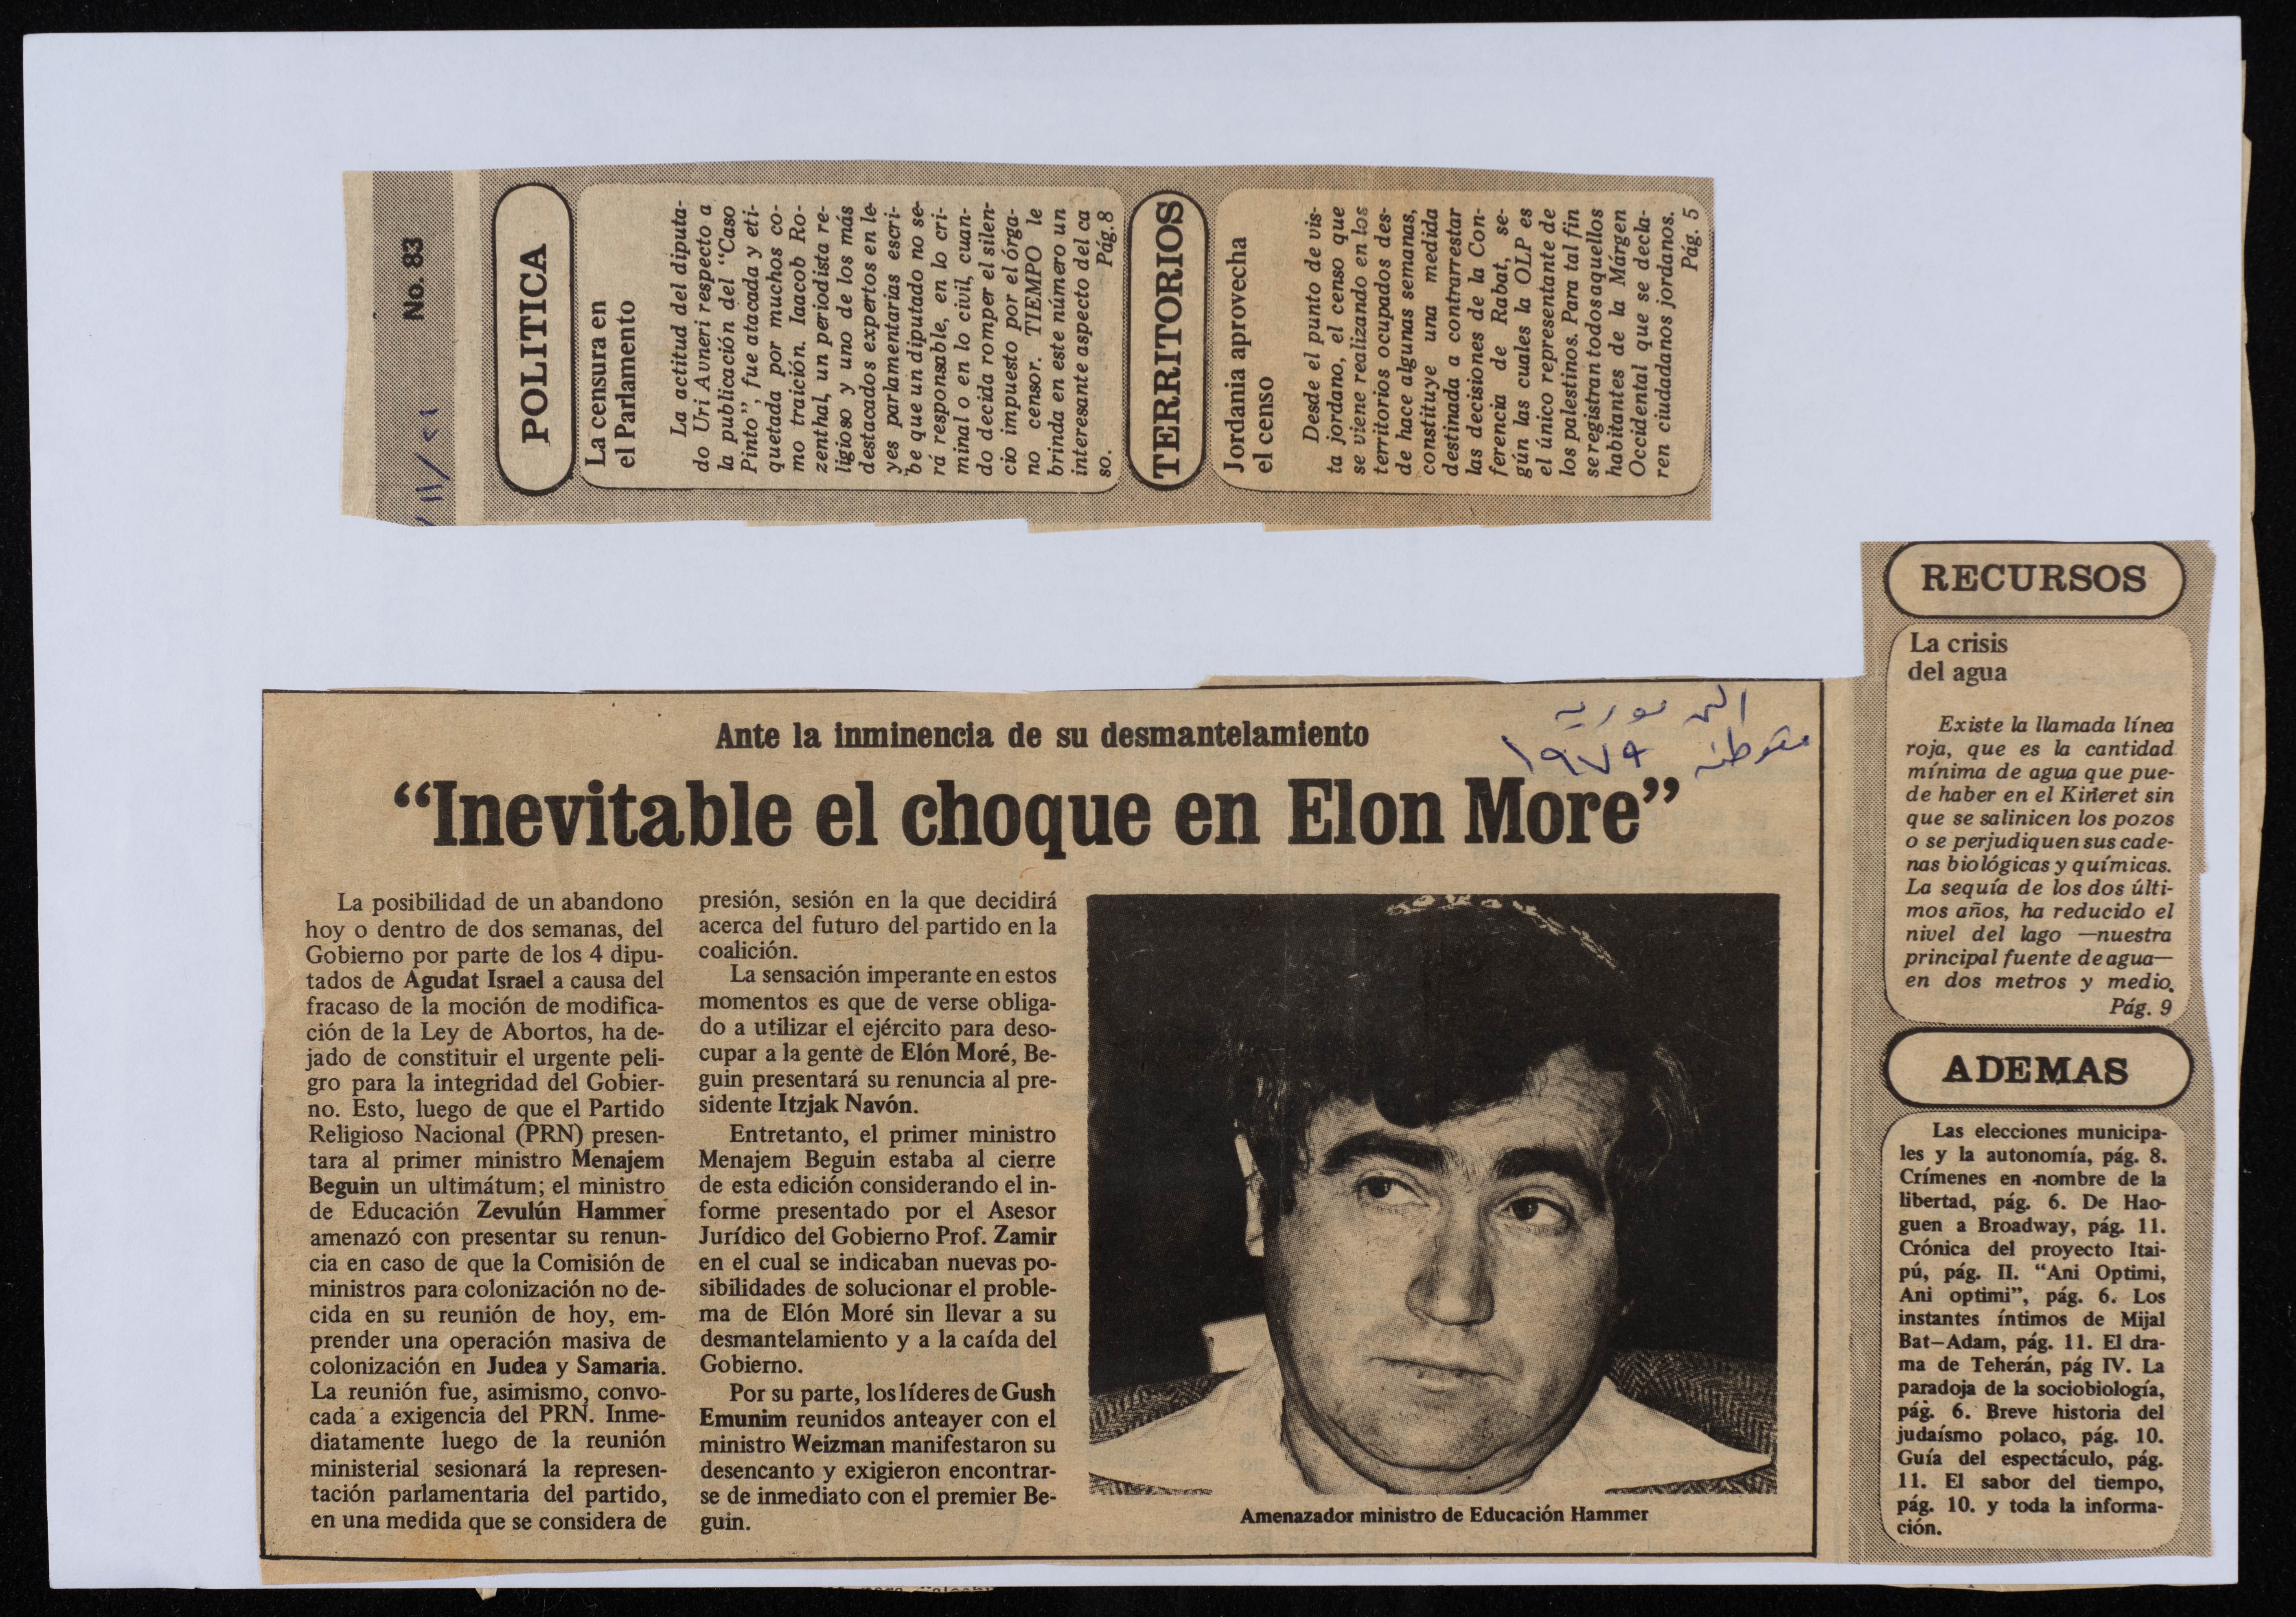 No. 83
POLITICA
La censura en
el Parlamento
La actitud del diputa-
do Uri Avneri respecto a
la publicación del "Caso
Pinto", fue atacada y eti-
quetada por muchos co-
mo traición. Iaacob Ro-
zenthal, un periodista re-
ligioso y uno de los más
destacados expertos en le-
yes parlamentarias escri-
be que un diputado no se-
rá responsable, en lo cri-
minal o en lo civil, cuan-
do decida romper el silen-
cio impuesto por el órga-
no censor. TIEMPO le
brinda en este número un
interesante aspecto del ca
so. Pág.8
TERRITORIOS
Jordania aprovecha
el censo
Desde el punto de vis-
ta jordano, el censo que
se viene realizando en los
territorios ocupados des-
de hace algunas semanas,
constituye una medida
destinada a contrarrestar
las decisiones de la Con-
ferencia de Rabat, se-
gún las cuales la OLP es
el único representante de
los palestinos. Para tal fin
se registran todos aquellos
habitantes de la Márgen
Occidental que se decla-
ren ciudadanos jordanos.
Pág. 5
RECURSOS
La crisis
del agua
Existe la llamada línea
roja, que es la cantidad
mínima de agua que pue-
de haber en el Kineret sin
que se salinicen los pozos
o se perjudiquen sus cade-
nas biológicas y químicas.
La sequía de los dos últi-
mos años, ha reducido el
nivel del lago —nuestra
principal fuente de agua—
en dos metros y medio.
Pág. 9
ADEMAS
Las elecciones municipa-
les y la autonomía, pág. 8.
Crímenes en nombre de la
libertad, pág. 6. De Hao-
guen a Broadway, pág. 11.
Crónica del proyecto Itai-
pú, pág. II. "Ani Optimi,
Ani optimi", pág. 6. Los
instantes íntimos de Mijal
Bat–Adam, pág. 11. El dra-
ma de Teherán, pág IV. La
paradoja de la sociobiología,
pág. 6. Breve historia del
judaísmo polaco, pág. 10.
Guía del espectáculo, pág.
11. El sabor del tiempo,
pág. 10. y toda la informa-
ción.
Ante la inminencia de su desmantelamiento
١٩٧٩
"Inevitable el choque en Elon More"
La posibilidad de un abandono
hoy o dentro de dos semanas, del
Gobierno por parte de los 4 dipu-
tados de Agudat Israel a causa del
fracaso de la moción de modifica-
ción de la Ley de Abortos, ha de-
jado de constituir el urgente peli-
gro para la integridad del Gobier-
no. Esto, luego de que el Partido
Religioso Nacional (PRN) presen-
tara al primer ministro Menajem
Beguin un ultimátum; el ministro
de Educación Zevulún Hammer
amenazó con presentar su renun-
cia en caso de que la Comisión de
ministros para colonización no de-
cida en su reunión de hoy, em-
prender una operación masiva de
colonización en Judea y Samaria.
La reunión fue, asimismo, convo-
cada a exigencia del PRN. Inme-
diatamente luego de la reunión
ministerial sesionará la represen-
tación parlamentaria del partido,
en una medida que se considera de
presión, sesión en la que decidirá
acerca del futuro del partido en la
coalición.
La sensación imperante en estos
momentos es que de verse obliga-
do a utilizar el ejército para deso-
cupar a la gente de Elón Moré, Be-
guin presentará su renuncia al pre-
sidente Itzjak Navón.
Entretanto, el primer ministro
Menajem Beguin estaba al cierre
de esta edición considerando el in-
forme presentado por el Asesor
Jurídico del Gobierno Prof. Zamir
en el cual se indicaban nuevas po-
sibilidades de solucionar el proble-
ma de Elón Moré sin llevar a su
desmantelamiento y a la caída del
Gobierno.
Por su parte, los líderes de Gush
Emunim reunidos anteayer con el
ministro Weizman manifestaron su
desencanto y exigieron encontrar-
se de inmediato con el premier Be-
guin.
Amenazador ministro de Educación Hammer